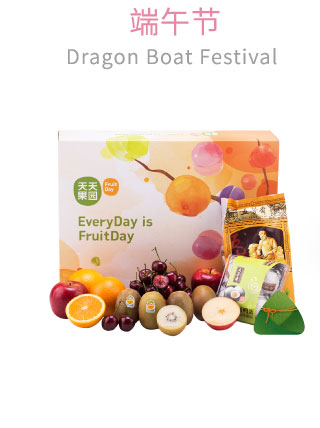 端午节
Dragon Boat Festival
天天
果园
Fruit
Day
EveryDay is
FruitDay